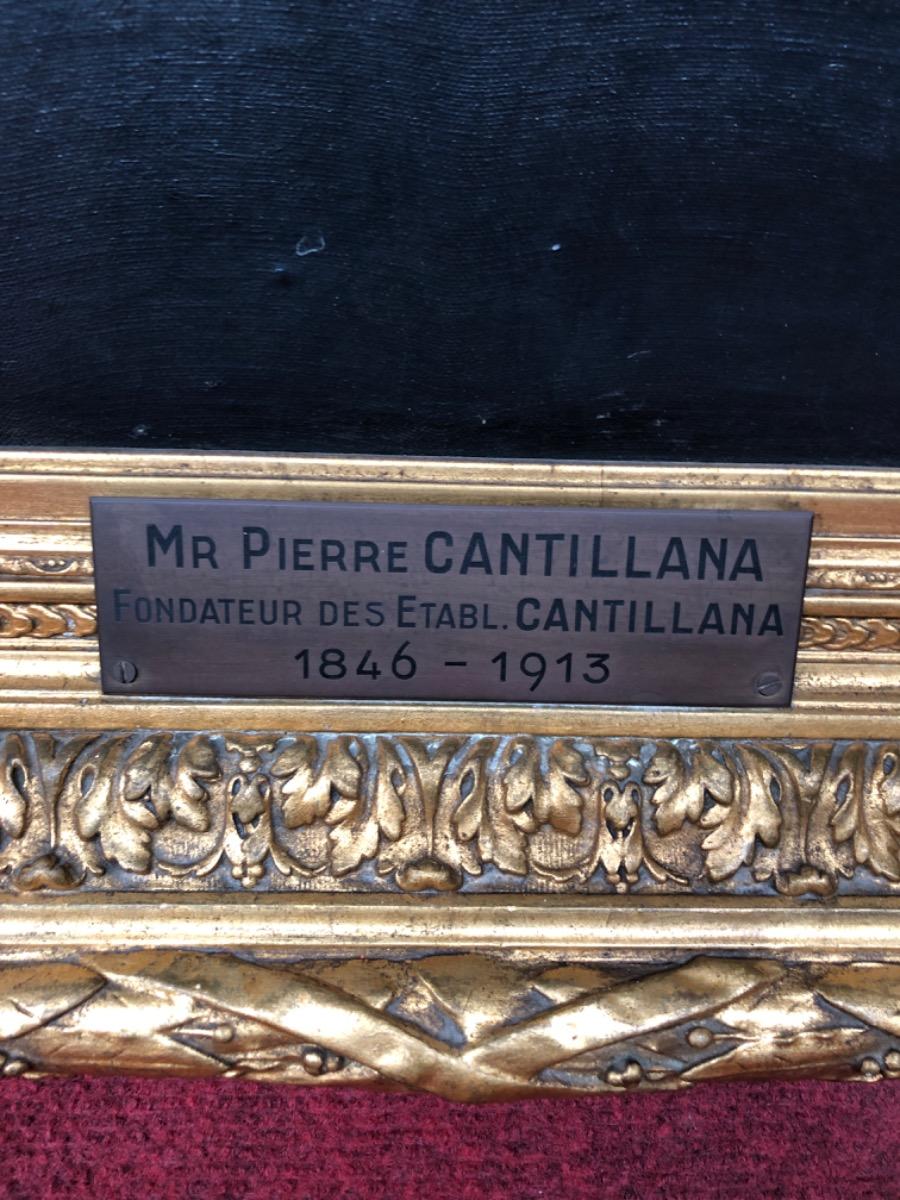 MR PIERRE CANTILLANA
FONDATEUR DES ETABL. CANTILLANA
1846 - 1913